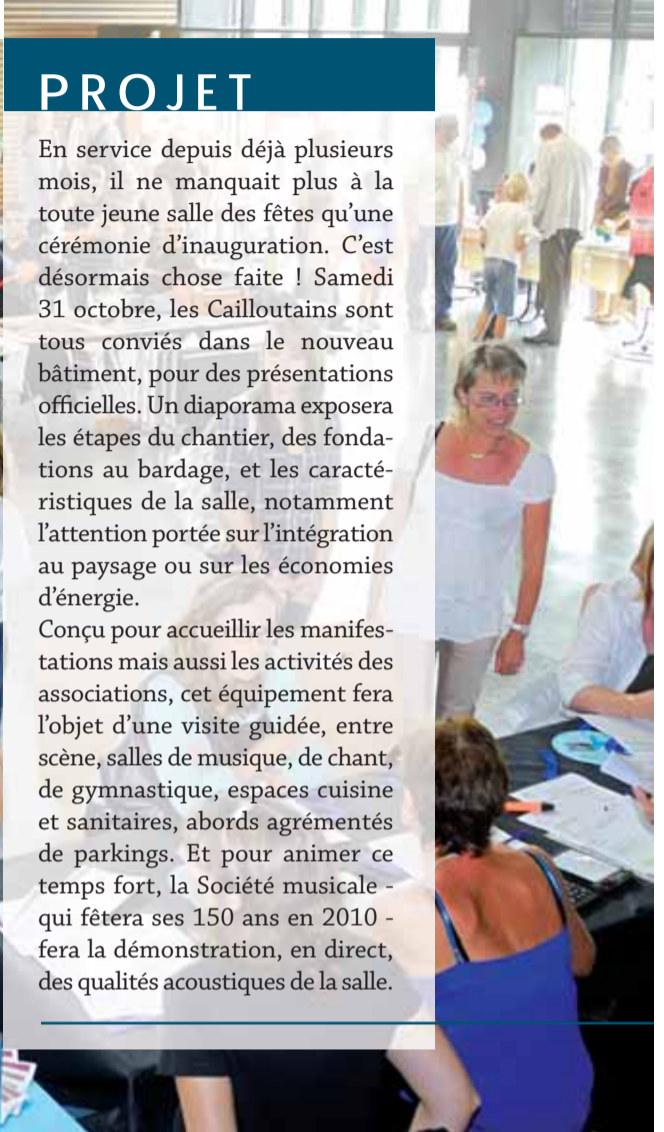 PROJET
En service depuis déjà plusieurs
mois, il ne manquait plus à la
toute jeune salle des fêtes qu’une
cérémonie d’inauguration. C’est
désormais chose faite ! Samedi
31 octobre, les Cailloutains sont
tous conviés dans le nouveau
bâtiment, pour des présentations
officielles. Un diaporama exposera
les étapes du chantier, des fonda-
tions au bardage, et les caracté-
ristiques de la salle, notamment
l’attention portée sur l’intégration
au paysage ou sur les économies
d’énergie.
Conçu pour accueillir les manifes-
tations mais aussi les activités des
associations, cet équipement fera
l’objet d’une visite guidée, entre
scène, salles de musique, de chant,
de gymnastique, espaces cuisine
et sanitaires, abords agrémentés
de parkings. Et pour animer ce
temps fort, la Société musicale -
qui fêtera ses 150 ans en 2010 -
fera la démonstration, en direct,
des qualités acoustiques de la salle.